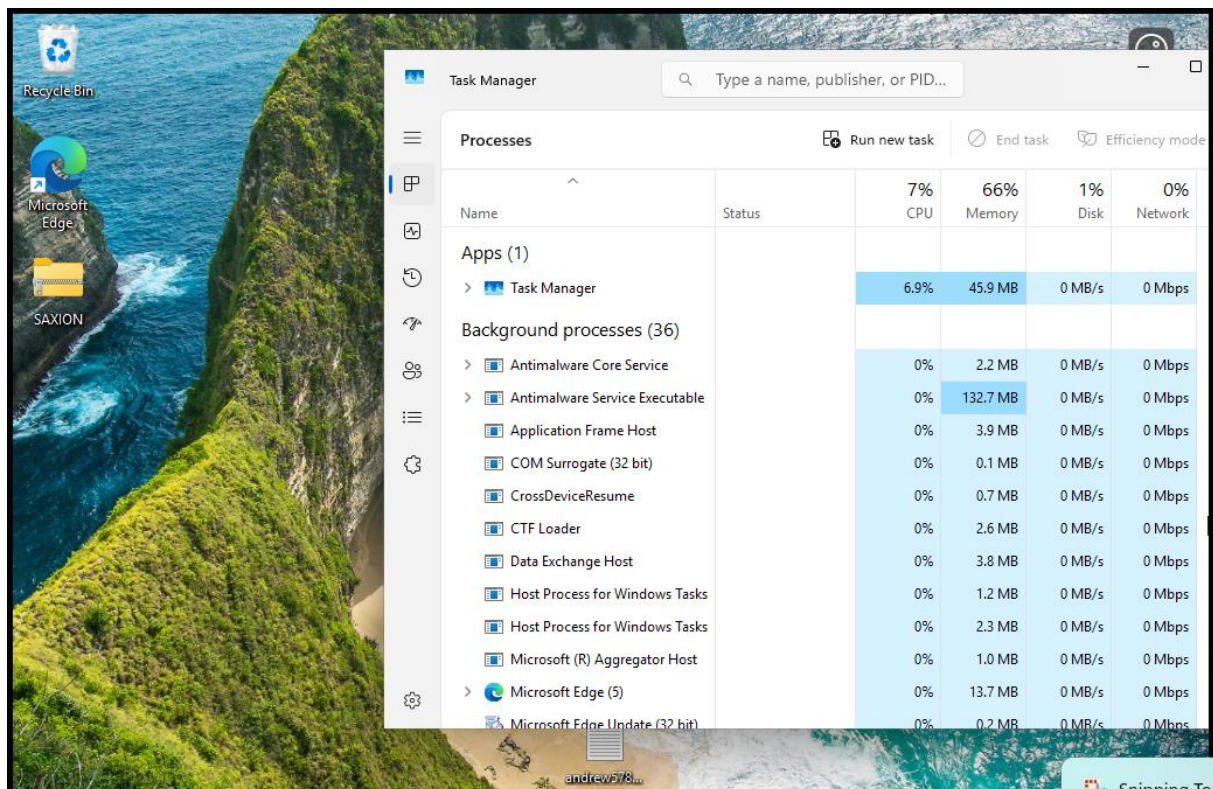 Recycle Bin
Microsoft
Edge
SAXION
Task Manager
Type a name, publisher, or PID...
Processes
Run new task
End task
Efficiency mode
7% 66% 1% 0%
Name Status CPU Memory Disk Network
Apps (1)
Task Manager 6.9% 45.9 MB 0 MB/s 0 Mbps
Background processes (36)
Antimalware Core Service 0% 2.2 MB 0 MB/s 0 Mbps
Antimalware Service Executable 0% 132.7 MB 0 MB/s 0 Mbps
Application Frame Host 0% 3.9 MB 0 MB/s 0 Mbps
COM Surrogate (32 bit) 0% 0.1 MB 0 MB/s 0 Mbps
CrossDeviceResume 0% 0.7 MB 0 MB/s 0 Mbps
CTF Loader 0% 2.6 MB 0 MB/s 0 Mbps
Data Exchange Host 0% 3.8 MB 0 MB/s 0 Mbps
Host Process for Windows Tasks 0% 1.2 MB 0 MB/s 0 Mbps
Host Process for Windows Tasks 0% 2.3 MB 0 MB/s 0 Mbps
Microsoft (R) Aggregator Host 0% 1.0 MB 0 MB/s 0 Mbps
Microsoft Edge (5) 0% 13.7 MB 0 MB/s 0 Mbps
Microsoft Edge Update (32 bit) 0% 0.2 MB 0 MB/s 0 Mbps
andrew578...
Snipping To